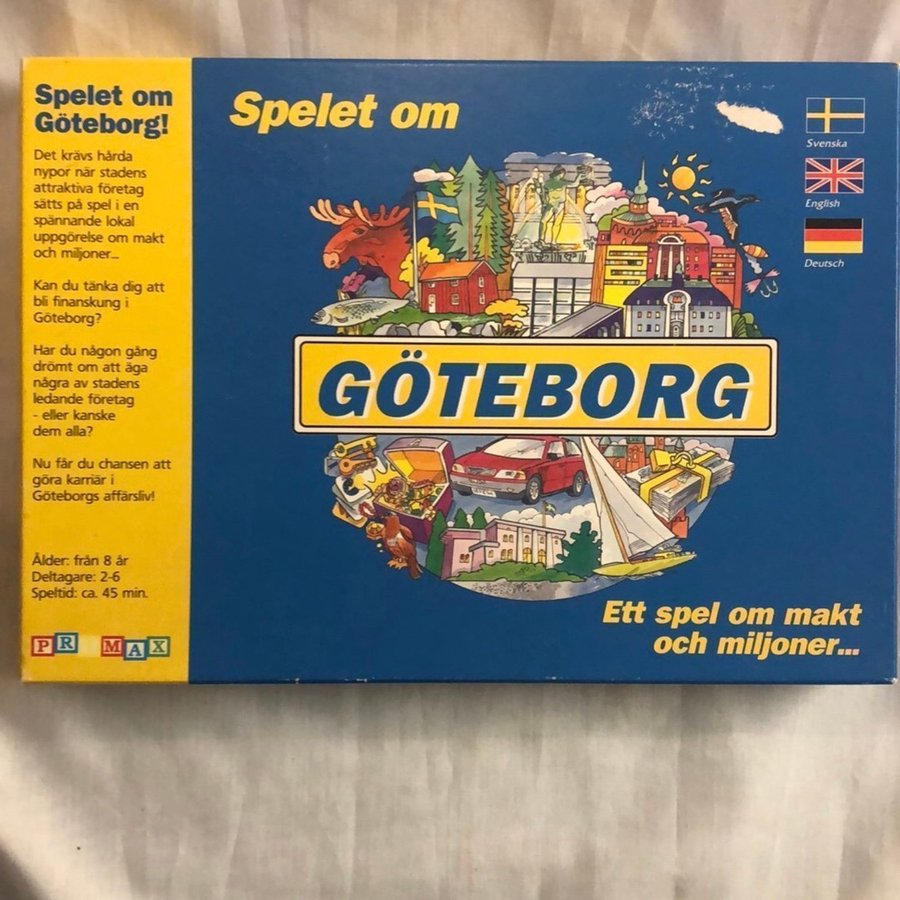 Spelet om
Göteborg!
Det krävs hårda
nypor när stadens
attraktiva företag
sätts på spel i en
spännande lokal
uppgörelse om makt
och miljoner...
Kan du tänka dig att
bli finanskung i
Göteborg?
Har du någon gång
drömt om att äga
några av stadens
ledande företag
- eller kanske
dem alla?
Nu får du chansen att
göra karriär i
Göteborgs affärsliv!
Ålder: från 8 år
Deltagare: 2-6
Speltid: ca. 45 min.
PR MAX
Spelet om
GÖTEBORG
Ett spel om makt
och miljoner...
Svenska
English
Deutsch